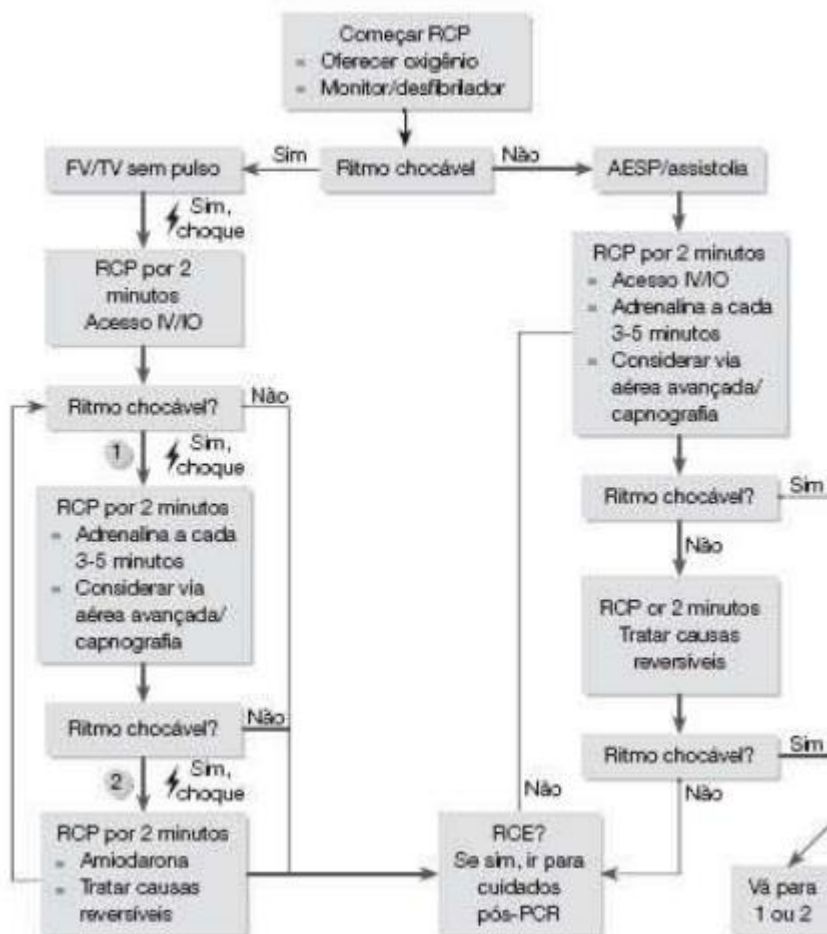 Começar RCP
Oferecer oxigênio
Monitor/desfibrilador
Ritmo chocável
Sim
Não
FV/TV sem pulso
Sim,
choque
RCP por 2
minutos
Acesso IV/IO
Ritmo chocável?
Não
1
Sim,
choque
RCP por 2 minutos
Adrenalina a cada
3-5 minutos
Considerar via
aérea avançada/
capnografia
Ritmo chocável?
Não
2
Sim,
choque
RCP por 2 minutos
Amiodarona
Tratar causas
reversíveis
AESP/assistolia
RCP por 2 minutos
Acesso IV/IO
Adrenalina a cada
3-5 minutos
Considerar via
aérea avançada/
capnografia
Ritmo chocável?
Sim
Não
RCP or 2 minutos
Tratar causas
reversíveis
Ritmo chocável?
Sim
Não
Não
RCE?
Se sim, ir para
cuidados
pós-PCR
Vá para
1 ou 2